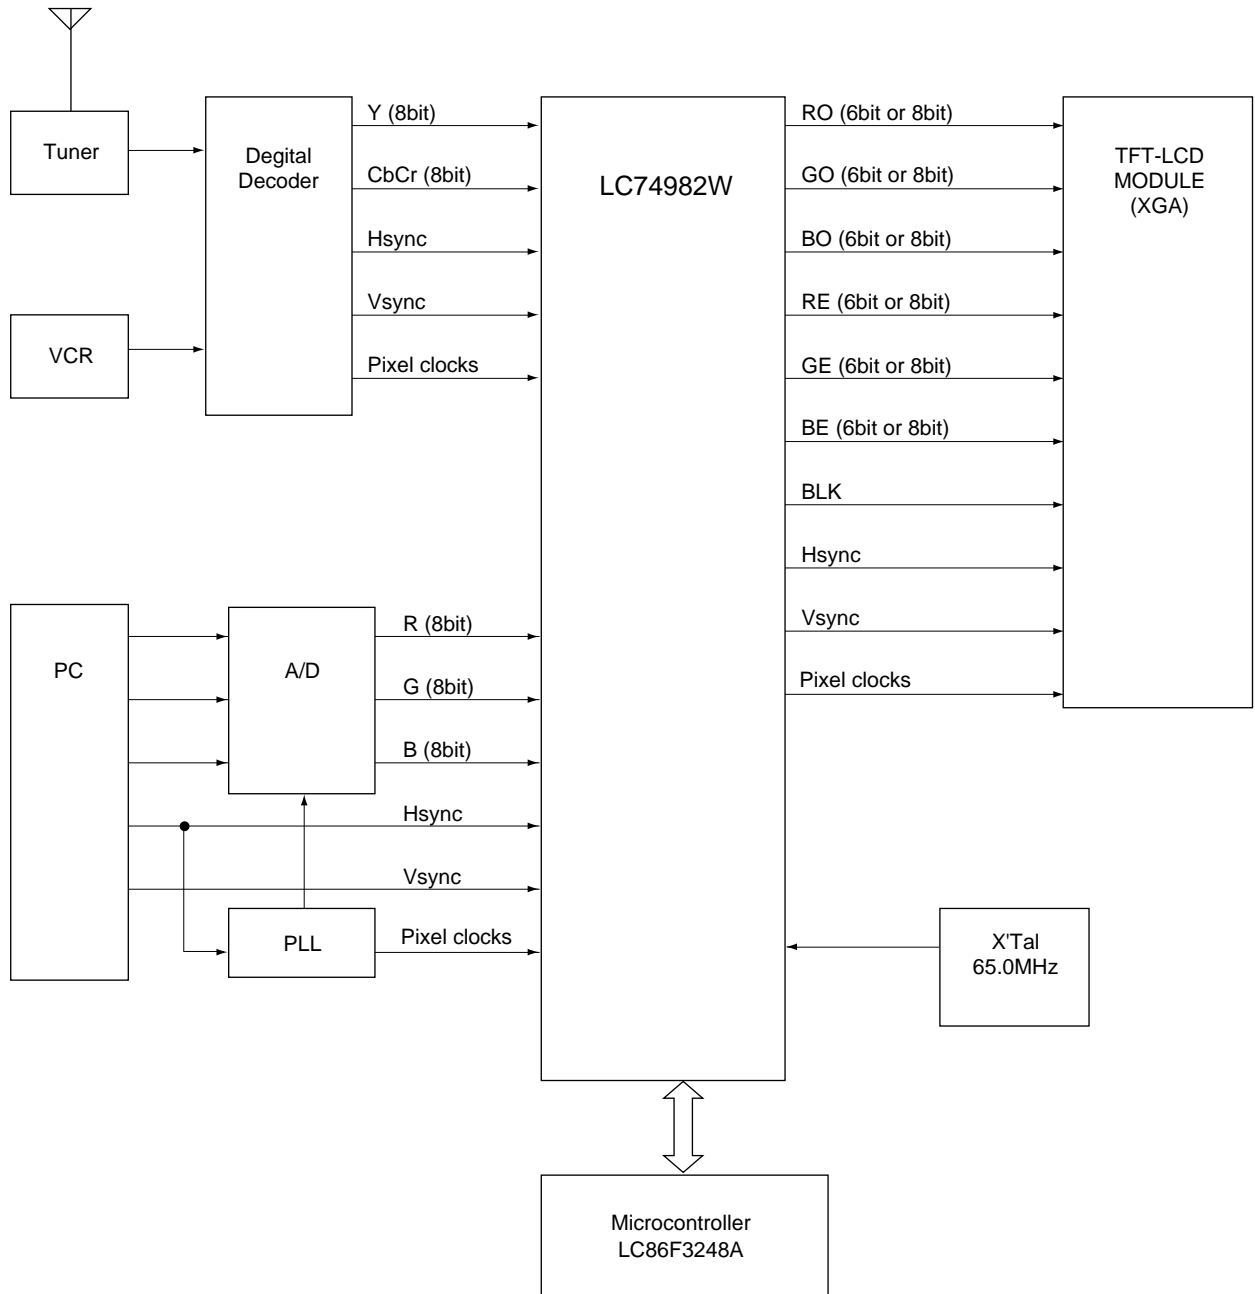 Tuner
VCR
Degital
Decoder
Y (8bit)
CbCr (8bit)
Hsync
Vsync
Pixel clocks
LC74982W
RO (6bit or 8bit)
GO (6bit or 8bit)
BO (6bit or 8bit)
RE (6bit or 8bit)
GE (6bit or 8bit)
BE (6bit or 8bit)
BLK
Hsync
Vsync
Pixel clocks
TFT-LCD
MODULE
(XGA)
PC
A/D
R (8bit)
G (8bit)
B (8bit)
Hsync
Vsync
PLL
Pixel clocks
X'Tal
65.0MHz
Microcontroller
LC86F3248A